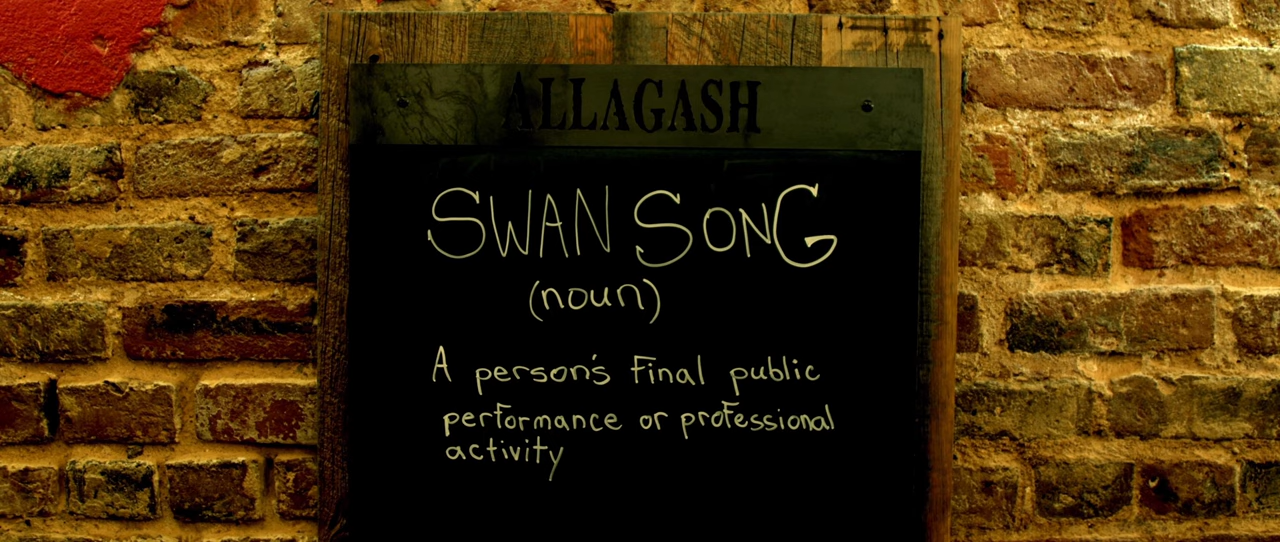 ALLAGASH
SWAN SONG
(noun)
A person's final public
performance or professional
activity